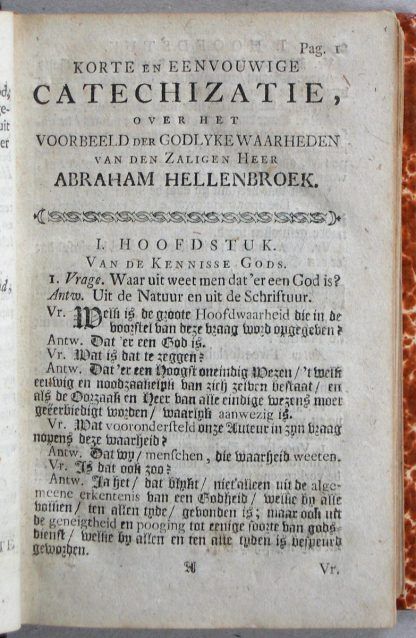 Pag. 1
KORTE EN EENVOUWIGE
CATECHIZATIE,
OVER HET
VOORBEELD DER GODLYKE WAARHEDEN
VAN DEN ZALIGEN HEER
ABRAHAM HELLENBROEK.
I. HOOFDSTUK.
VAN DE KENNISSE GODS.
1. Vrage. Waar uit weet men dat 'er een God is?
Antw. Uit de Natuur en uit de Schriftuur.
Vr. Welk is de groote Hoofdwaarheid die in de
voorstel van deze vraag word opgegeven?
Antw. Dat 'er een God is.
Vr. Wat is dat te zeggen?
Antw. Dat 'er een Hoogst oneindig Wezen / 't welk
eeuwig en noodzaakelyk van zich zelven bestaat / en
als de Oorzaak en Heer van alle eindige wezens moet
geëerbiedigt worden / waarlyk aanwezig is.
Vr. Wat vooronderstelt onze Auteur in zyn vraag
nopens deze waarheid?
Antw. Dat wy / menschen, die waarheid weeten.
Vr. Is dat ook zoo?
Antw. Ja het / dat blykt / niet alleen uit de alge-
meene erkentenis van een Godheid / welke by alle
volken / ten allen tyde / gevonden is; maar ook uit
de geneigtheid en pooging tot eenige soorte van gods-
dienst / welke by allen en ten alle tyden is bespeurd
geworden.
A
Vr.